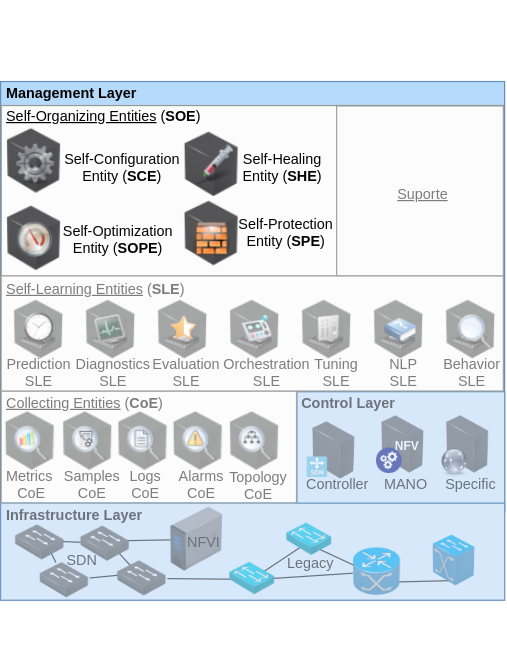 Management Layer
Self-Organizing Entities (SOE)
Self-Configuration
Entity (SCE)
Self-Healing
Entity (SHE)
Self-Optimization
Entity (SOPE)
Self-Protection
Entity (SPE)
Suporte
Self-Learning Entities (SLE)
Prediction
SLE
Diagnostics
SLE
Evaluation
SLE
Orchestration
SLE
Tuning
SLE
NLP
SLE
Behavior
SLE
Collecting Entities (CoE)
Metrics
CoE
Samples
CoE
Logs
CoE
Alarms
CoE
Topology
CoE
Control Layer
SDN
Controller
NFV
MANO
Specific
Infrastructure Layer
SDN
NFVI
Legacy